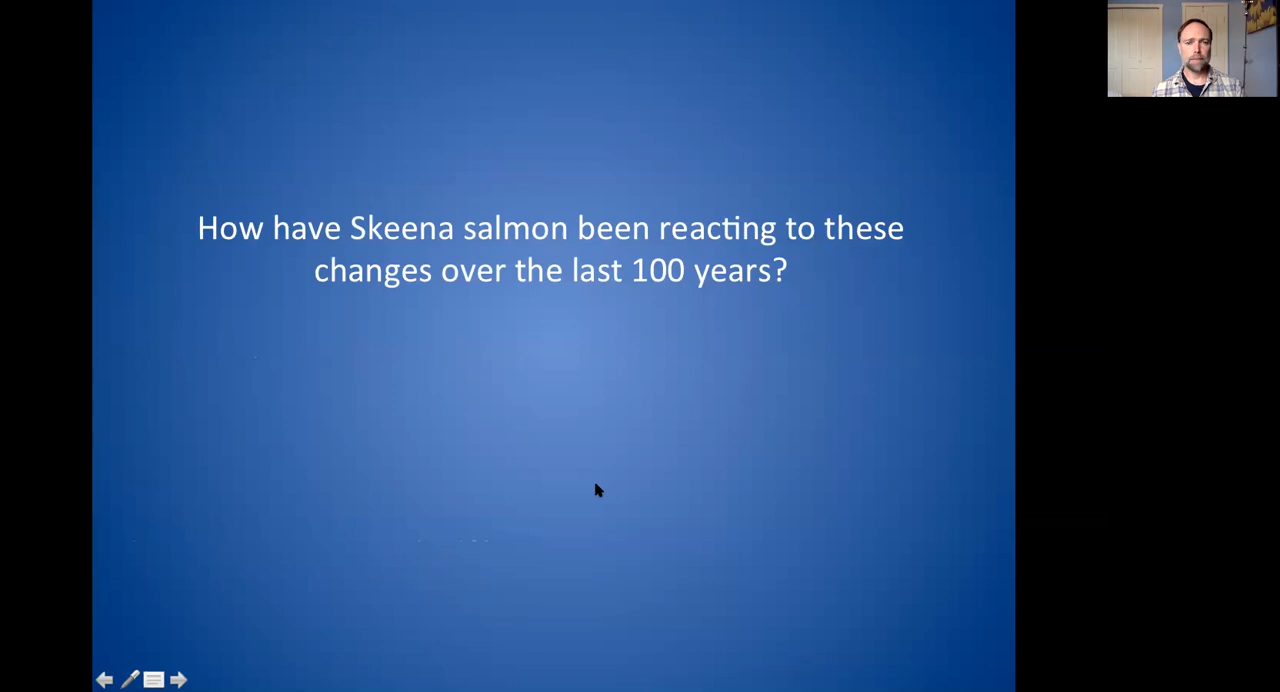 How have Skeena salmon been reacting to these
changes over the last 100 years?